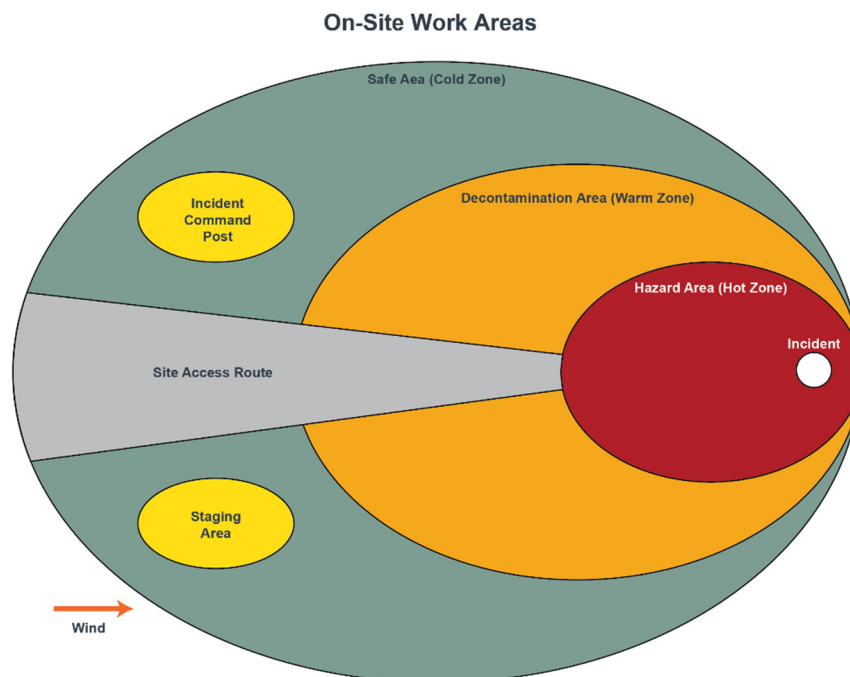 On-Site Work Areas
Safe Aea (Cold Zone)
Incident
Command
Post
Decontamination Area (Warm Zone)
Hazard Area (Hot Zone)
Incident
Site Access Route
Staging
Area
Wind